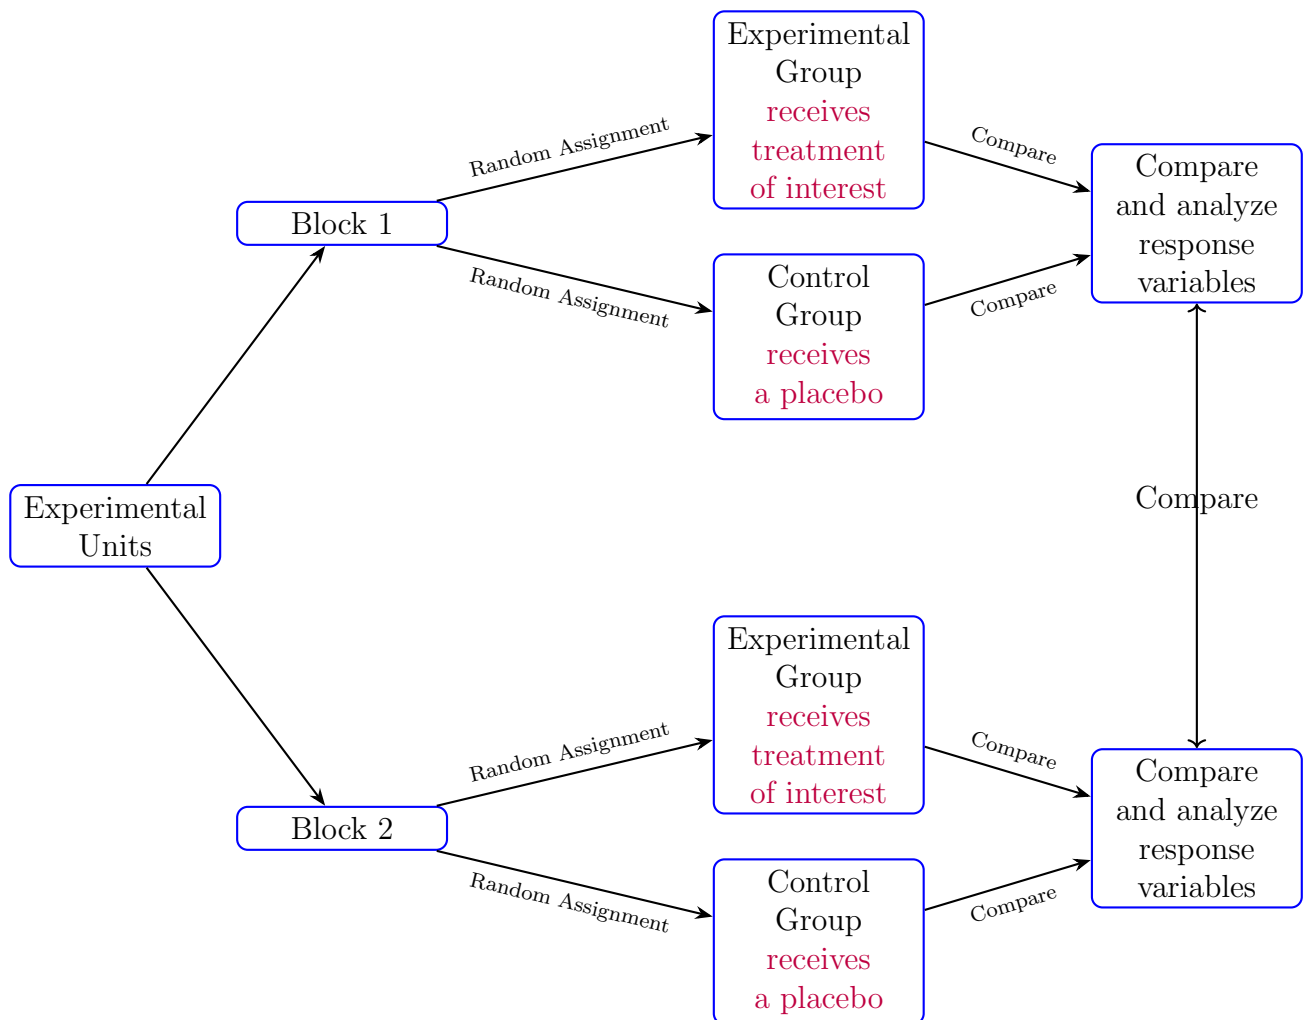 Experimental
Group
receives
treatment
of interest
Random Assignment
Compare
Compare
and analyze
response
variables
Block 1
Random Assignment
Control
Group
receives
a placebo
Compare
Experimental
Units
Compare
Experimental
Group
receives
treatment
of interest
Random Assignment
Compare
Compare
and analyze
response
variables
Block 2
Random Assignment
Control
Group
receives
a placebo
Compare